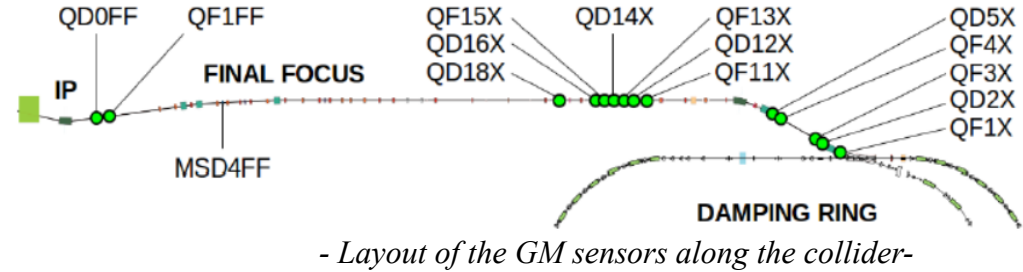 QD0FF QF1FF QF15X QD14X QF13X QD5X
QD16X QD12X QF4X
IP FINAL FOCUS QD18X QF11X QF3X
QD2X
QF1X
MSD4FF
DAMPING RING
- Layout of the GM sensors along the collider-